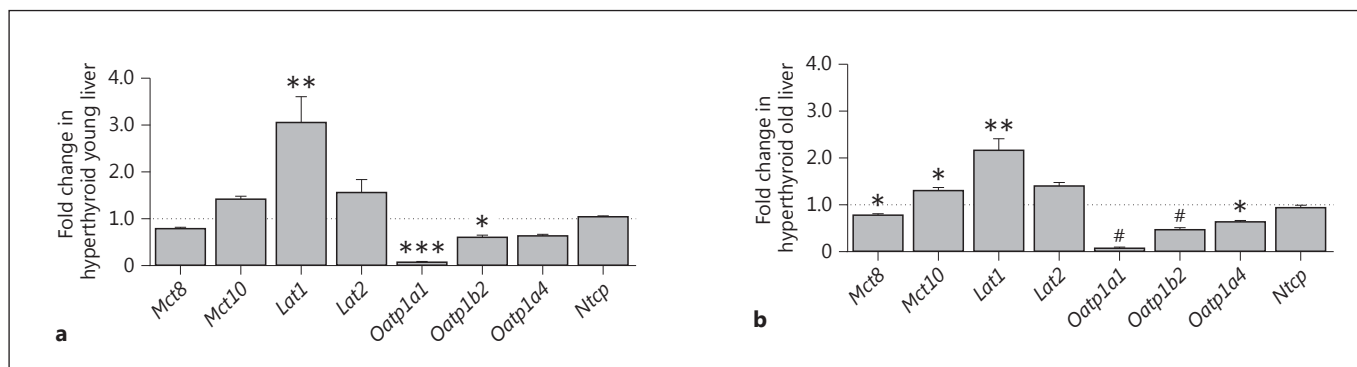 Fold change in
hyperthyroid young liver
4.0
3.0
2.0
1.0
0
**
***
*
Mct8
Mct10
Lat1
Lat2
Oatp1a1
Oatp1b2
Oatp1a4
Ntcp
a
Fold change in
hyperthyroid old liver
4.0
3.0
2.0
1.0
0
*
*
**
#
#
*
Mct8
Mct10
Lat1
Lat2
Oatp1a1
Oatp1b2
Oatp1a4
Ntcp
b